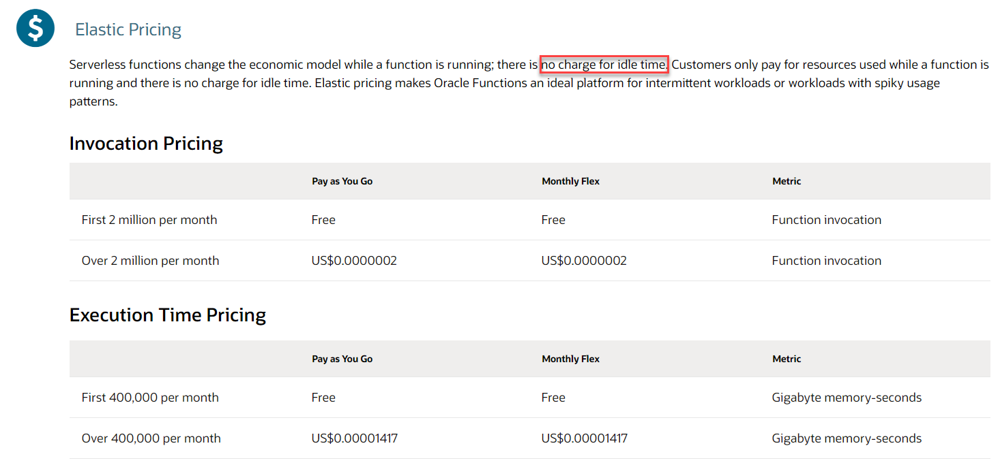 $
Elastic Pricing
Serverless functions change the economic model while a function is running; there is no charge for idle time. Customers only pay for resources used while a function is
running and there is no charge for idle time. Elastic pricing makes Oracle Functions an ideal platform for intermittent workloads or workloads with spiky usage
patterns.
Invocation Pricing
Pay as You Go Monthly Flex Metric
First 2 million per month Free Free Function invocation
Over 2 million per month US$0.0000002 US$0.0000002 Function invocation
Execution Time Pricing
Pay as You Go Monthly Flex Metric
First 400,000 per month Free Free Gigabyte memory-seconds
Over 400,000 per month US$0.00001417 US$0.00001417 Gigabyte memory-seconds